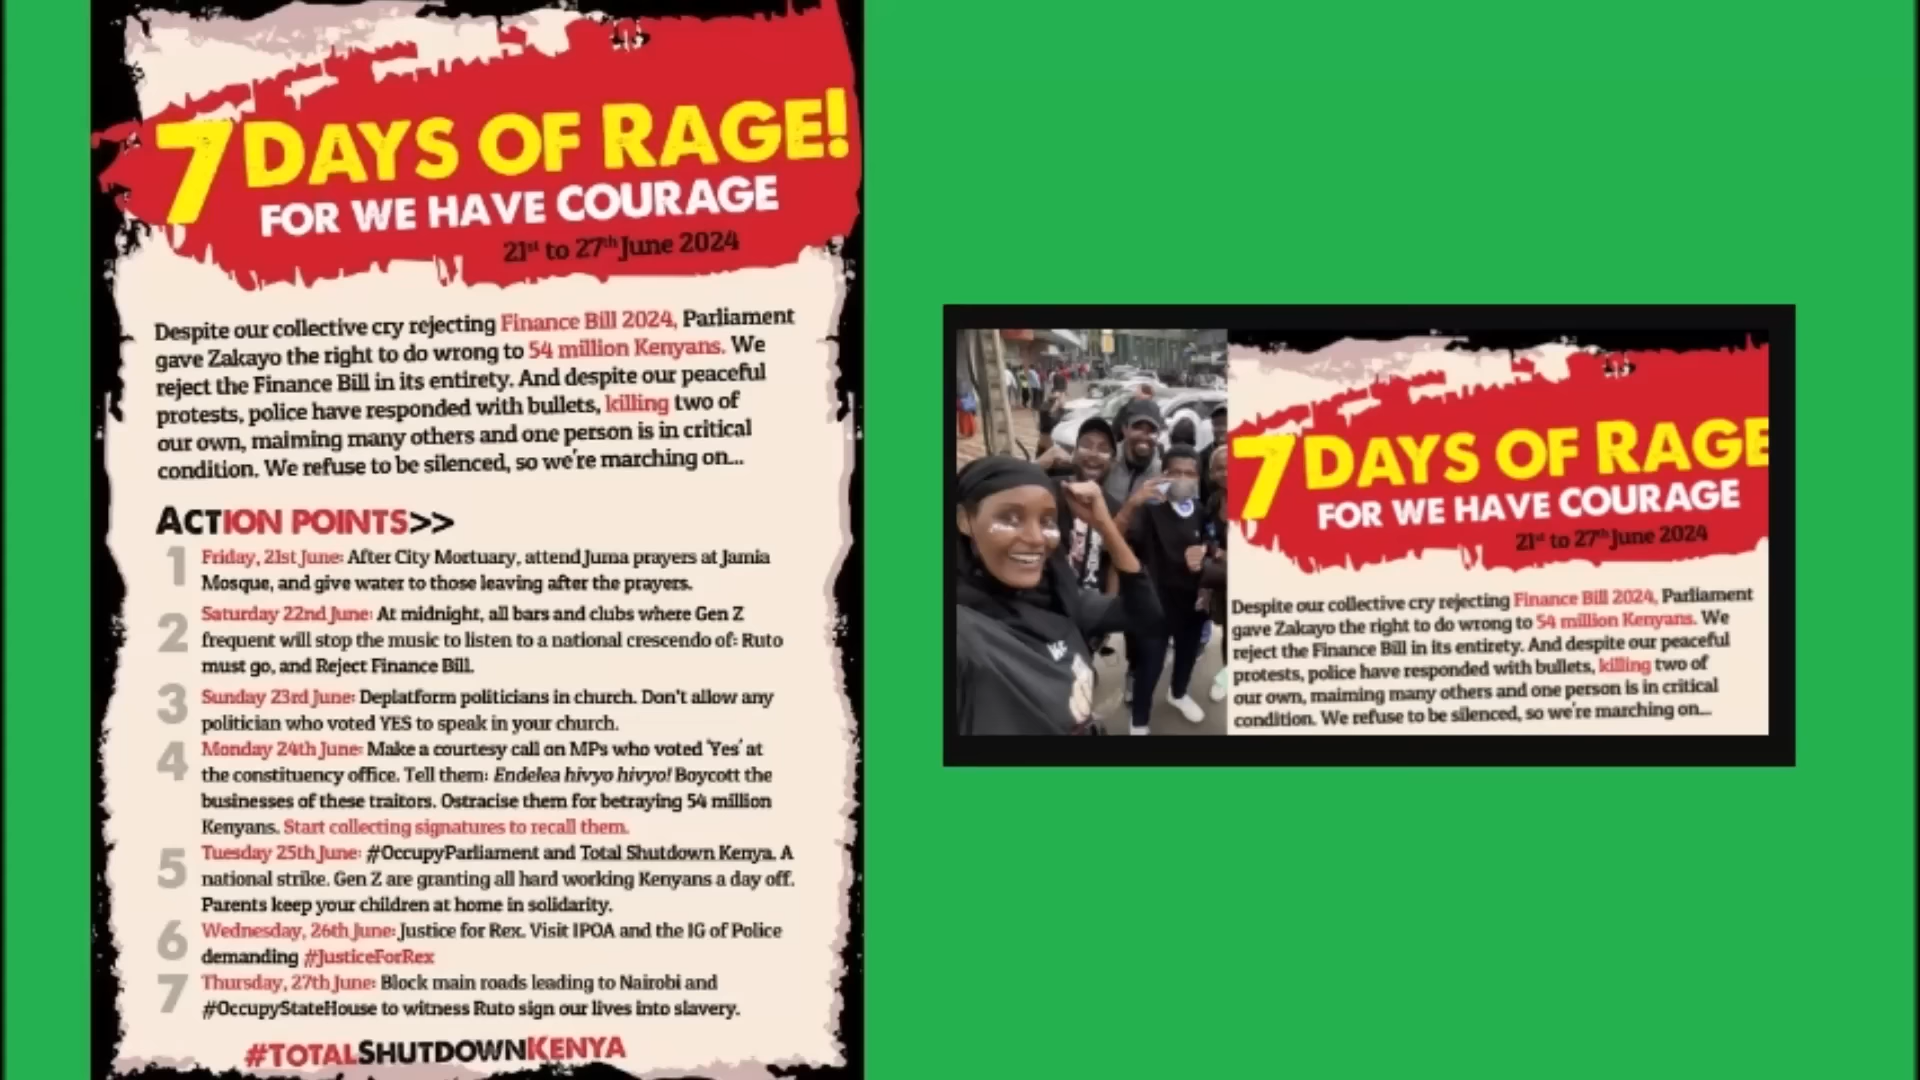 7 DAYS OF RAGE!
FOR WE HAVE COURAGE
21st to 27th June 2024
Despite our collective cry rejecting Finance Bill 2024, Parliament
gave Zakayo the right to do wrong to 54 million Kenyans. We
reject the Finance Bill in its entirety. And despite our peaceful
protests, police have responded with bullets, killing two of
our own, maiming many others and one person is in critical
condition. We refuse to be silenced, so we're marching on...
ACTION POINTS>>
1 Friday, 21st June: After City Mortuary, attend Juma prayers at Jamia
Mosque, and give water to those leaving after the prayers.
2 Saturday 22nd June: At midnight, all bars and clubs where Gen Z
frequent will stop the music to listen to a national crescendo of: Ruto
must go, and Reject Finance Bill.
3 Sunday 23rd June: Deplatform politicians in church. Don't allow any
politician who voted YES to speak in your church.
4 Monday 24th June: Make a courtesy call on MPs who voted 'Yes' at
the constituency office. Tell them: Endelea hivyo hivyo! Boycott the
businesses of these traitors. Ostracise them for betraying 54 million
Kenyans. Start collecting signatures to recall them.
5 Tuesday 25th June: #OccupyParliament and Total Shutdown Kenya. A
national strike. Gen Z are granting all hard working Kenyans a day off.
Parents keep your children at home in solidarity.
6 Wednesday, 26th June: Justice for Rex. Visit IPOA and the IG of Police
demanding #JusticeForRex
7 Thursday, 27th June: Block main roads leading to Nairobi and
#OccupyStateHouse to witness Ruto sign our lives into slavery.
#TOTALSHUTDOWNKENYA
7 DAYS OF RAGE
FOR WE HAVE COURAGE
21st to 27th June 2024
Despite our collective cry rejecting Finance Bill 2024, Parliament
gave Zakayo the right to do wrong to 54 million Kenyans. We
reject the Finance Bill in its entirety. And despite our peaceful
protests, police have responded with bullets, killing two of
our own, maiming many others and one person is in critical
condition. We refuse to be silenced, so we're marching on...